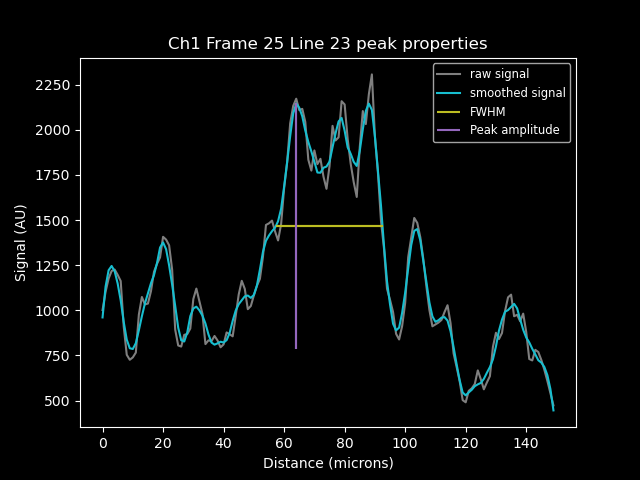 Ch1 Frame 25 Line 23 peak properties
raw signal
smoothed signal
FWHM
Peak amplitude
2250
2000
1750
1500
1250
1000
750
500
Signal (AU)
0 20 40 60 80 100 120 140
Distance (microns)